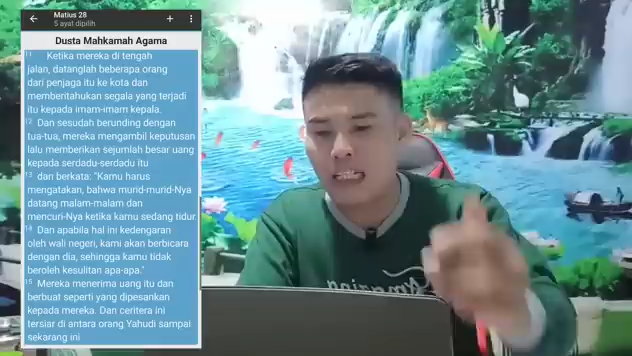 Matius 28
5 ayat dipilih
Dusta Mahkamah Agama
11 Ketika mereka di tengah
jalan, datanglah beberapa orang
dari penjaga itu ke kota dan
memberitahukan segala yang terjadi
itu kepada imam-imam kepala.
12 Dan sesudah berunding dengan
tua-tua, mereka mengambil keputusan
lalu memberikan sejumlah besar uang
kepada serdadu-serdadu itu
13 dan berkata: "Kamu harus
mengatakan, bahwa murid-murid-Nya
datang malam-malam dan
mencuri-Nya ketika kamu sedang tidur
14 Dan apabila hal ini kedengaran
oleh wali negeri, kami akan berbicara
dengan dia, sehingga kamu tidak
beroleh kesulitan apa-apa."
15 Mereka menerima uang itu dan
berbuat seperti yang dipesankan
kepada mereka. Dan ceritera ini
tersiar di antara orang Yahudi sampai
sekarang ini